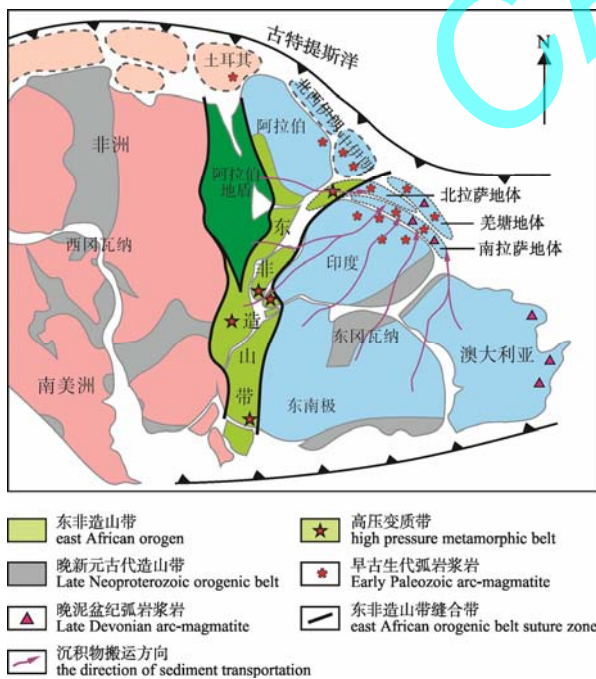 古特提斯洋
N
土耳其
北西伊朗
中伊朗
阿拉伯
非洲
阿拉伯
地盾
北拉萨地体
羌塘地体
南拉萨地体
东
非
造
山
带
西冈瓦纳
印度
东冈瓦纳
澳大利亚
南美洲
东南极
东非造山带
east African orogen
高压变质带
high pressure metamorphic belt
晚新元古代造山带
Late Neoproterozoic orogenic belt
早古生代弧岩浆岩
Early Paleozoic arc-magmatite
晚泥盆纪弧岩浆岩
Late Devonian arc-magmatite
东非造山带缝合带
east African orogenic belt suture zone
沉积物搬运方向
the direction of sediment transportation